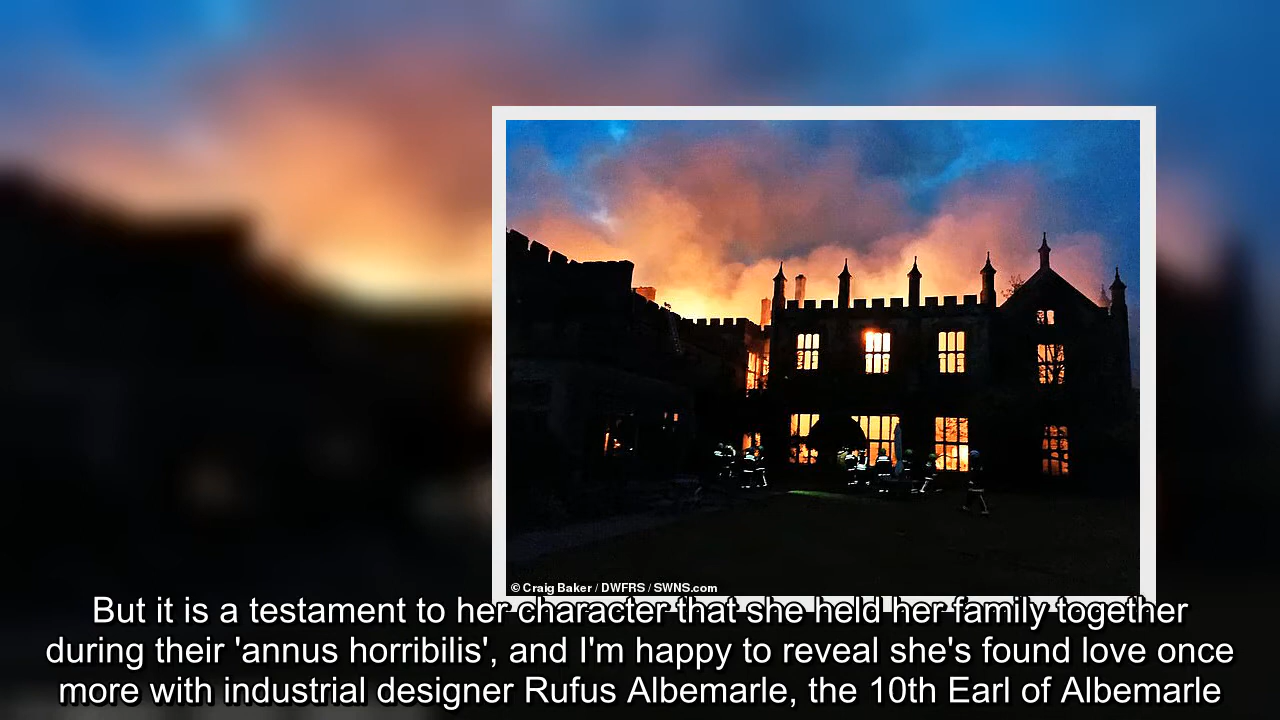 © Craig Baker / DWFRS / SWNS.com
But it is a testament to her character that she held her family together
during their 'annus horribilis', and I'm happy to reveal she's found love once
more with industrial designer Rufus Albemarle, the 10th Earl of Albemarle